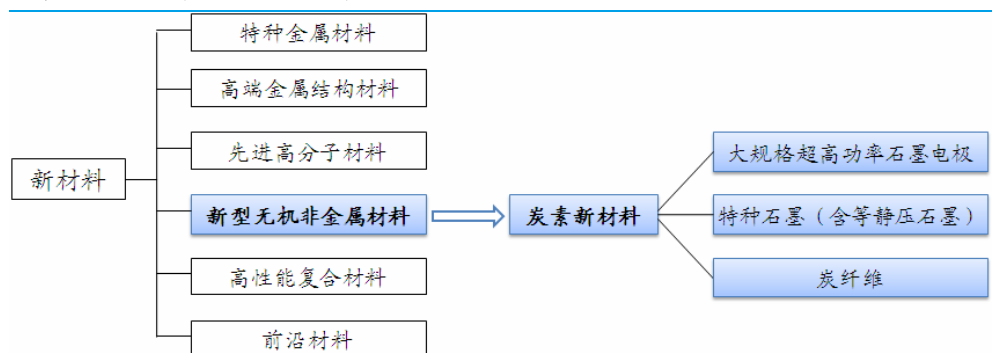 特种金属材料
高端金属结构材料
先进高分子材料
新材料
新型无机非金属材料
高性能复合材料
前沿材料
炭素新材料
大规格超高功率石墨电极
特种石墨（含等静压石墨）
炭纤维